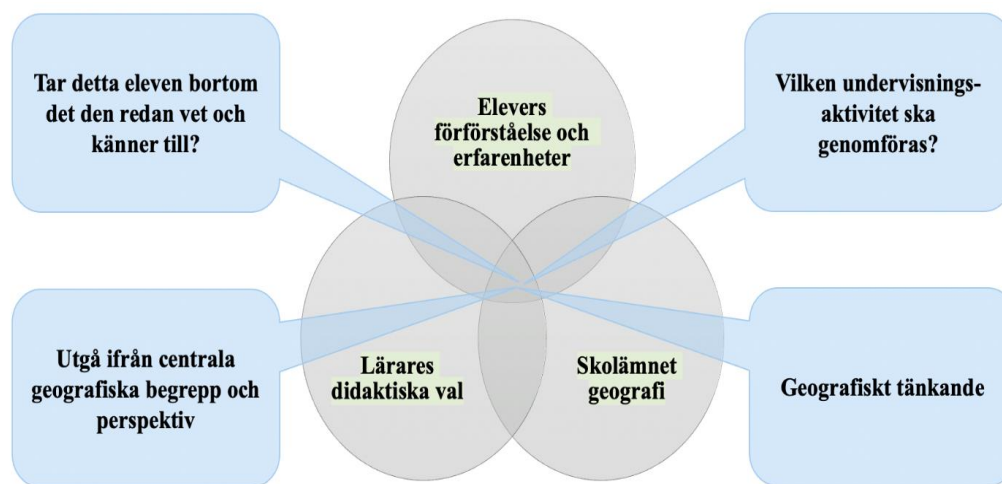 Tar detta eleven bortom
det den redan vet och
känner till?
Elevers
förförståelse och
erfarenheter
Vilken undervisnings-
aktivitet ska
genomföras?
Utgå ifrån centrala
geografiska begrepp och
perspektiv
Lärares
didaktiska val
Skolämnet
geografi
Geografiskt tänkande